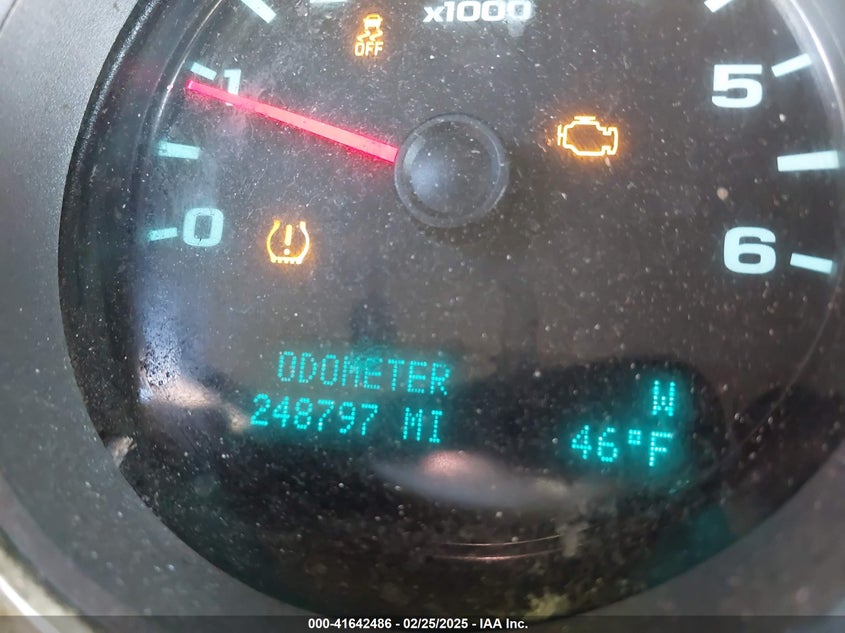 x1000
OFF
1
5
0
6
ODOMETER
W
248797 MI
46°F
000-41642486 - 02/25/2025 - IAA Inc.